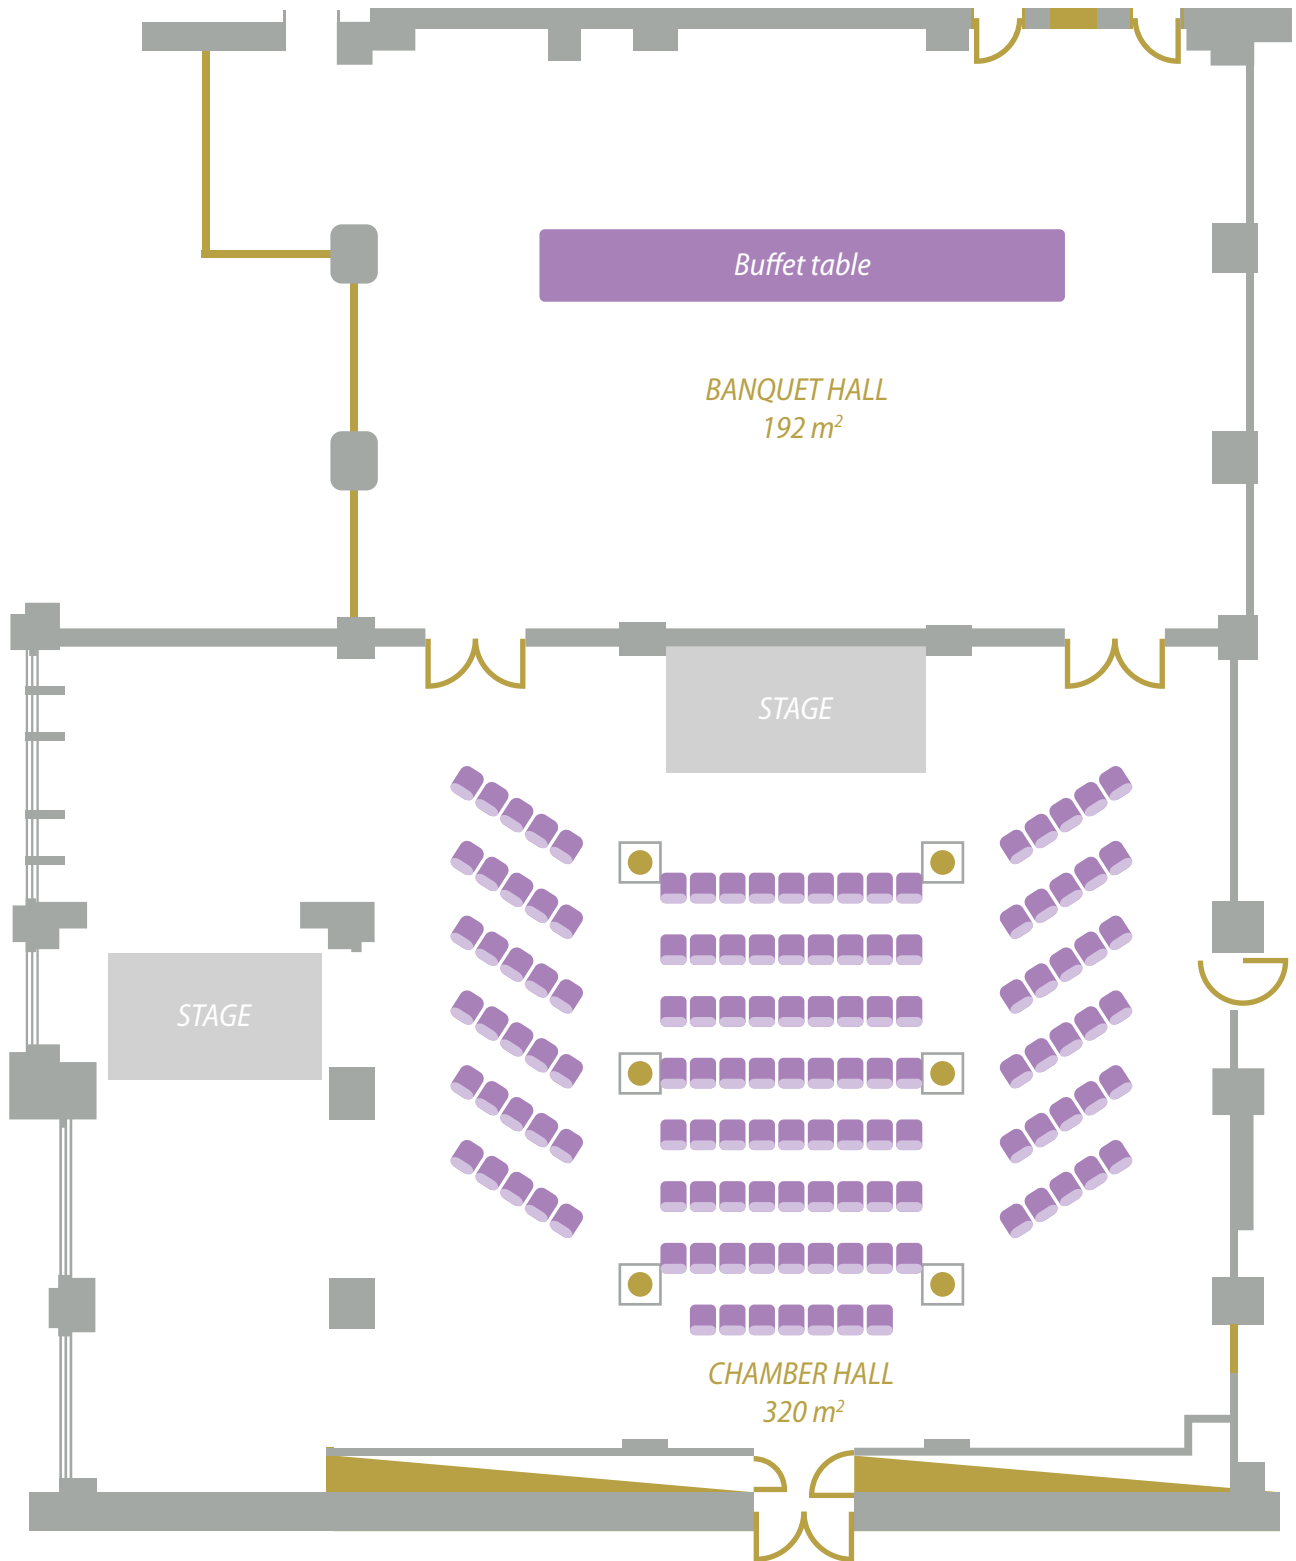 Buffet table
BANQUET HALL
192 m²
STAGE
STAGE
CHAMBER HALL
320 m²